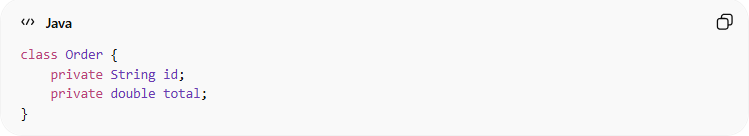 Java
class Order {
    private String id;
    private double total;
}